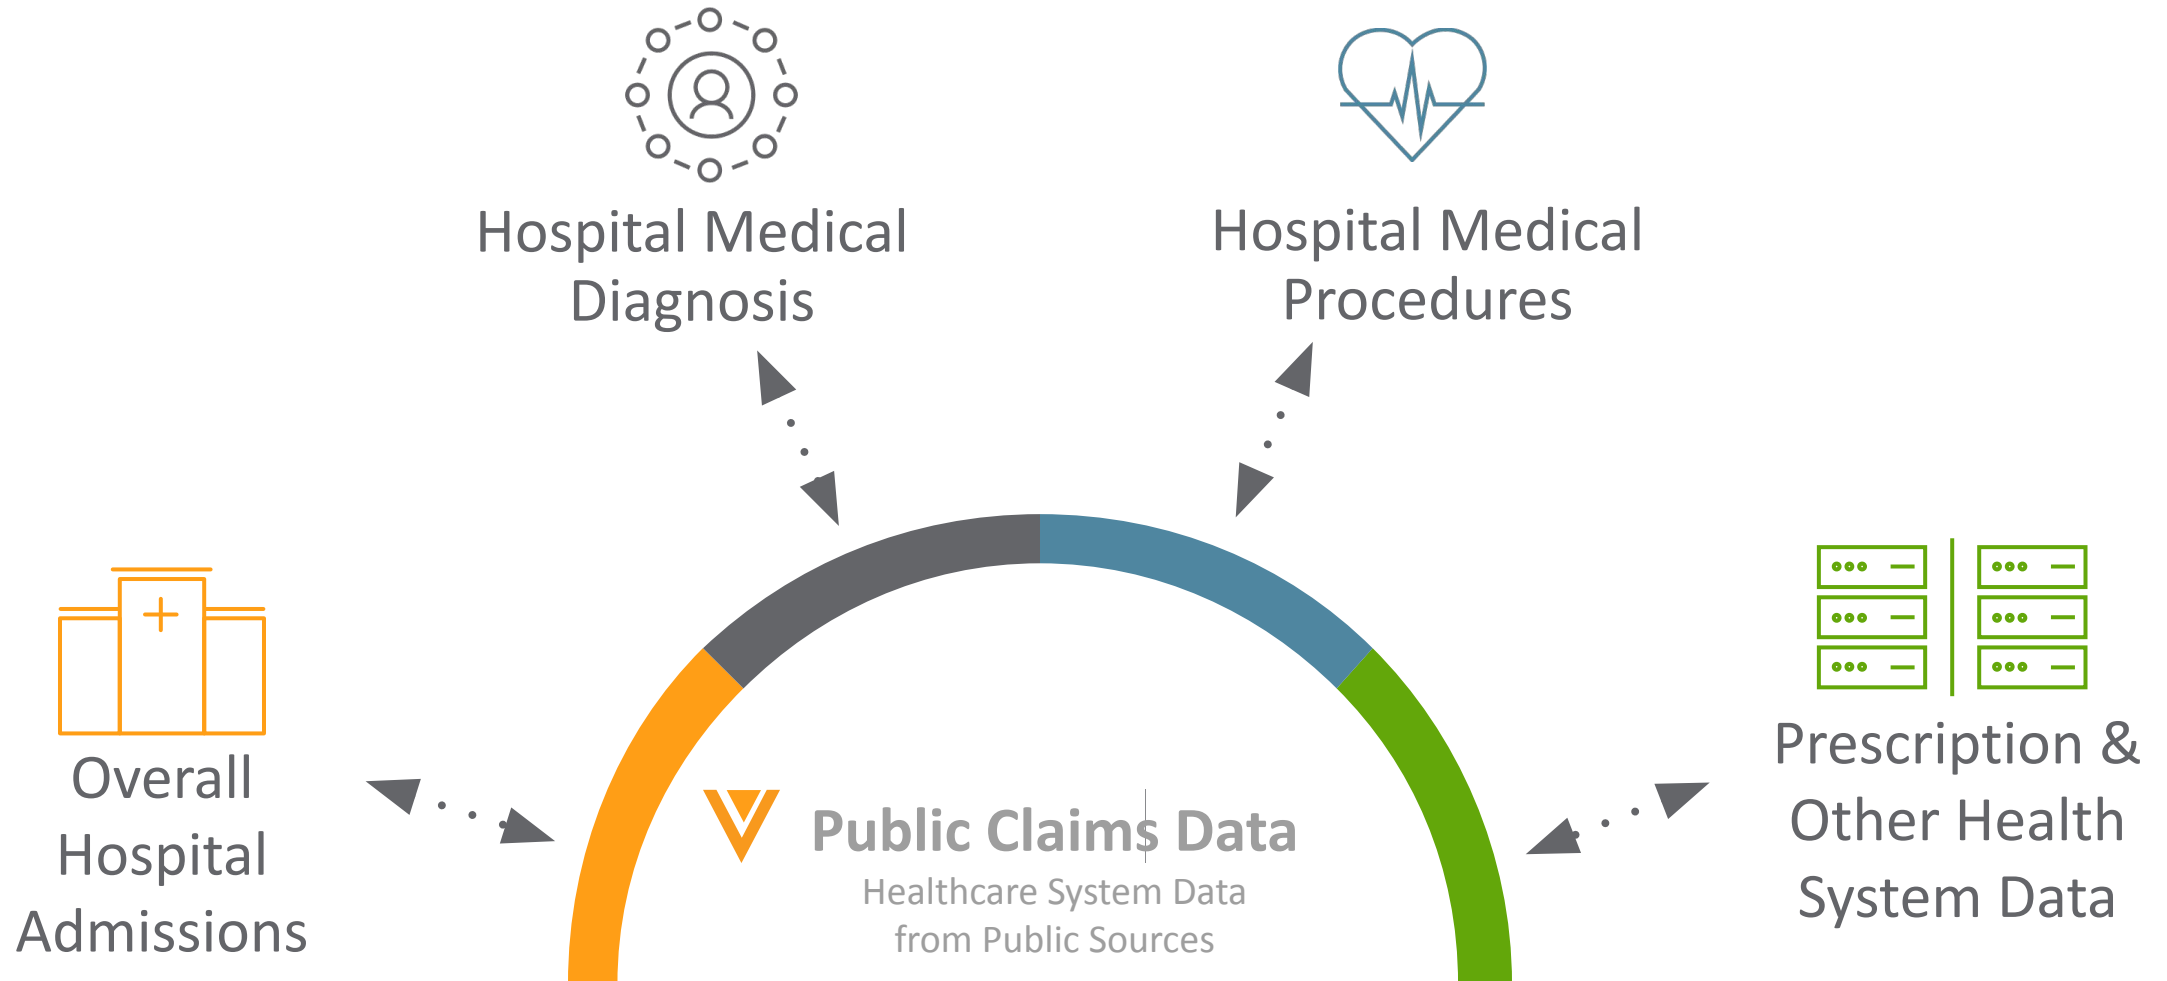 Hospital Medical
Diagnosis
Hospital Medical
Procedures
Overall
Hospital
Admissions
Public Claims Data
Healthcare System Data
from Public Sources
Prescription &
Other Health
System Data